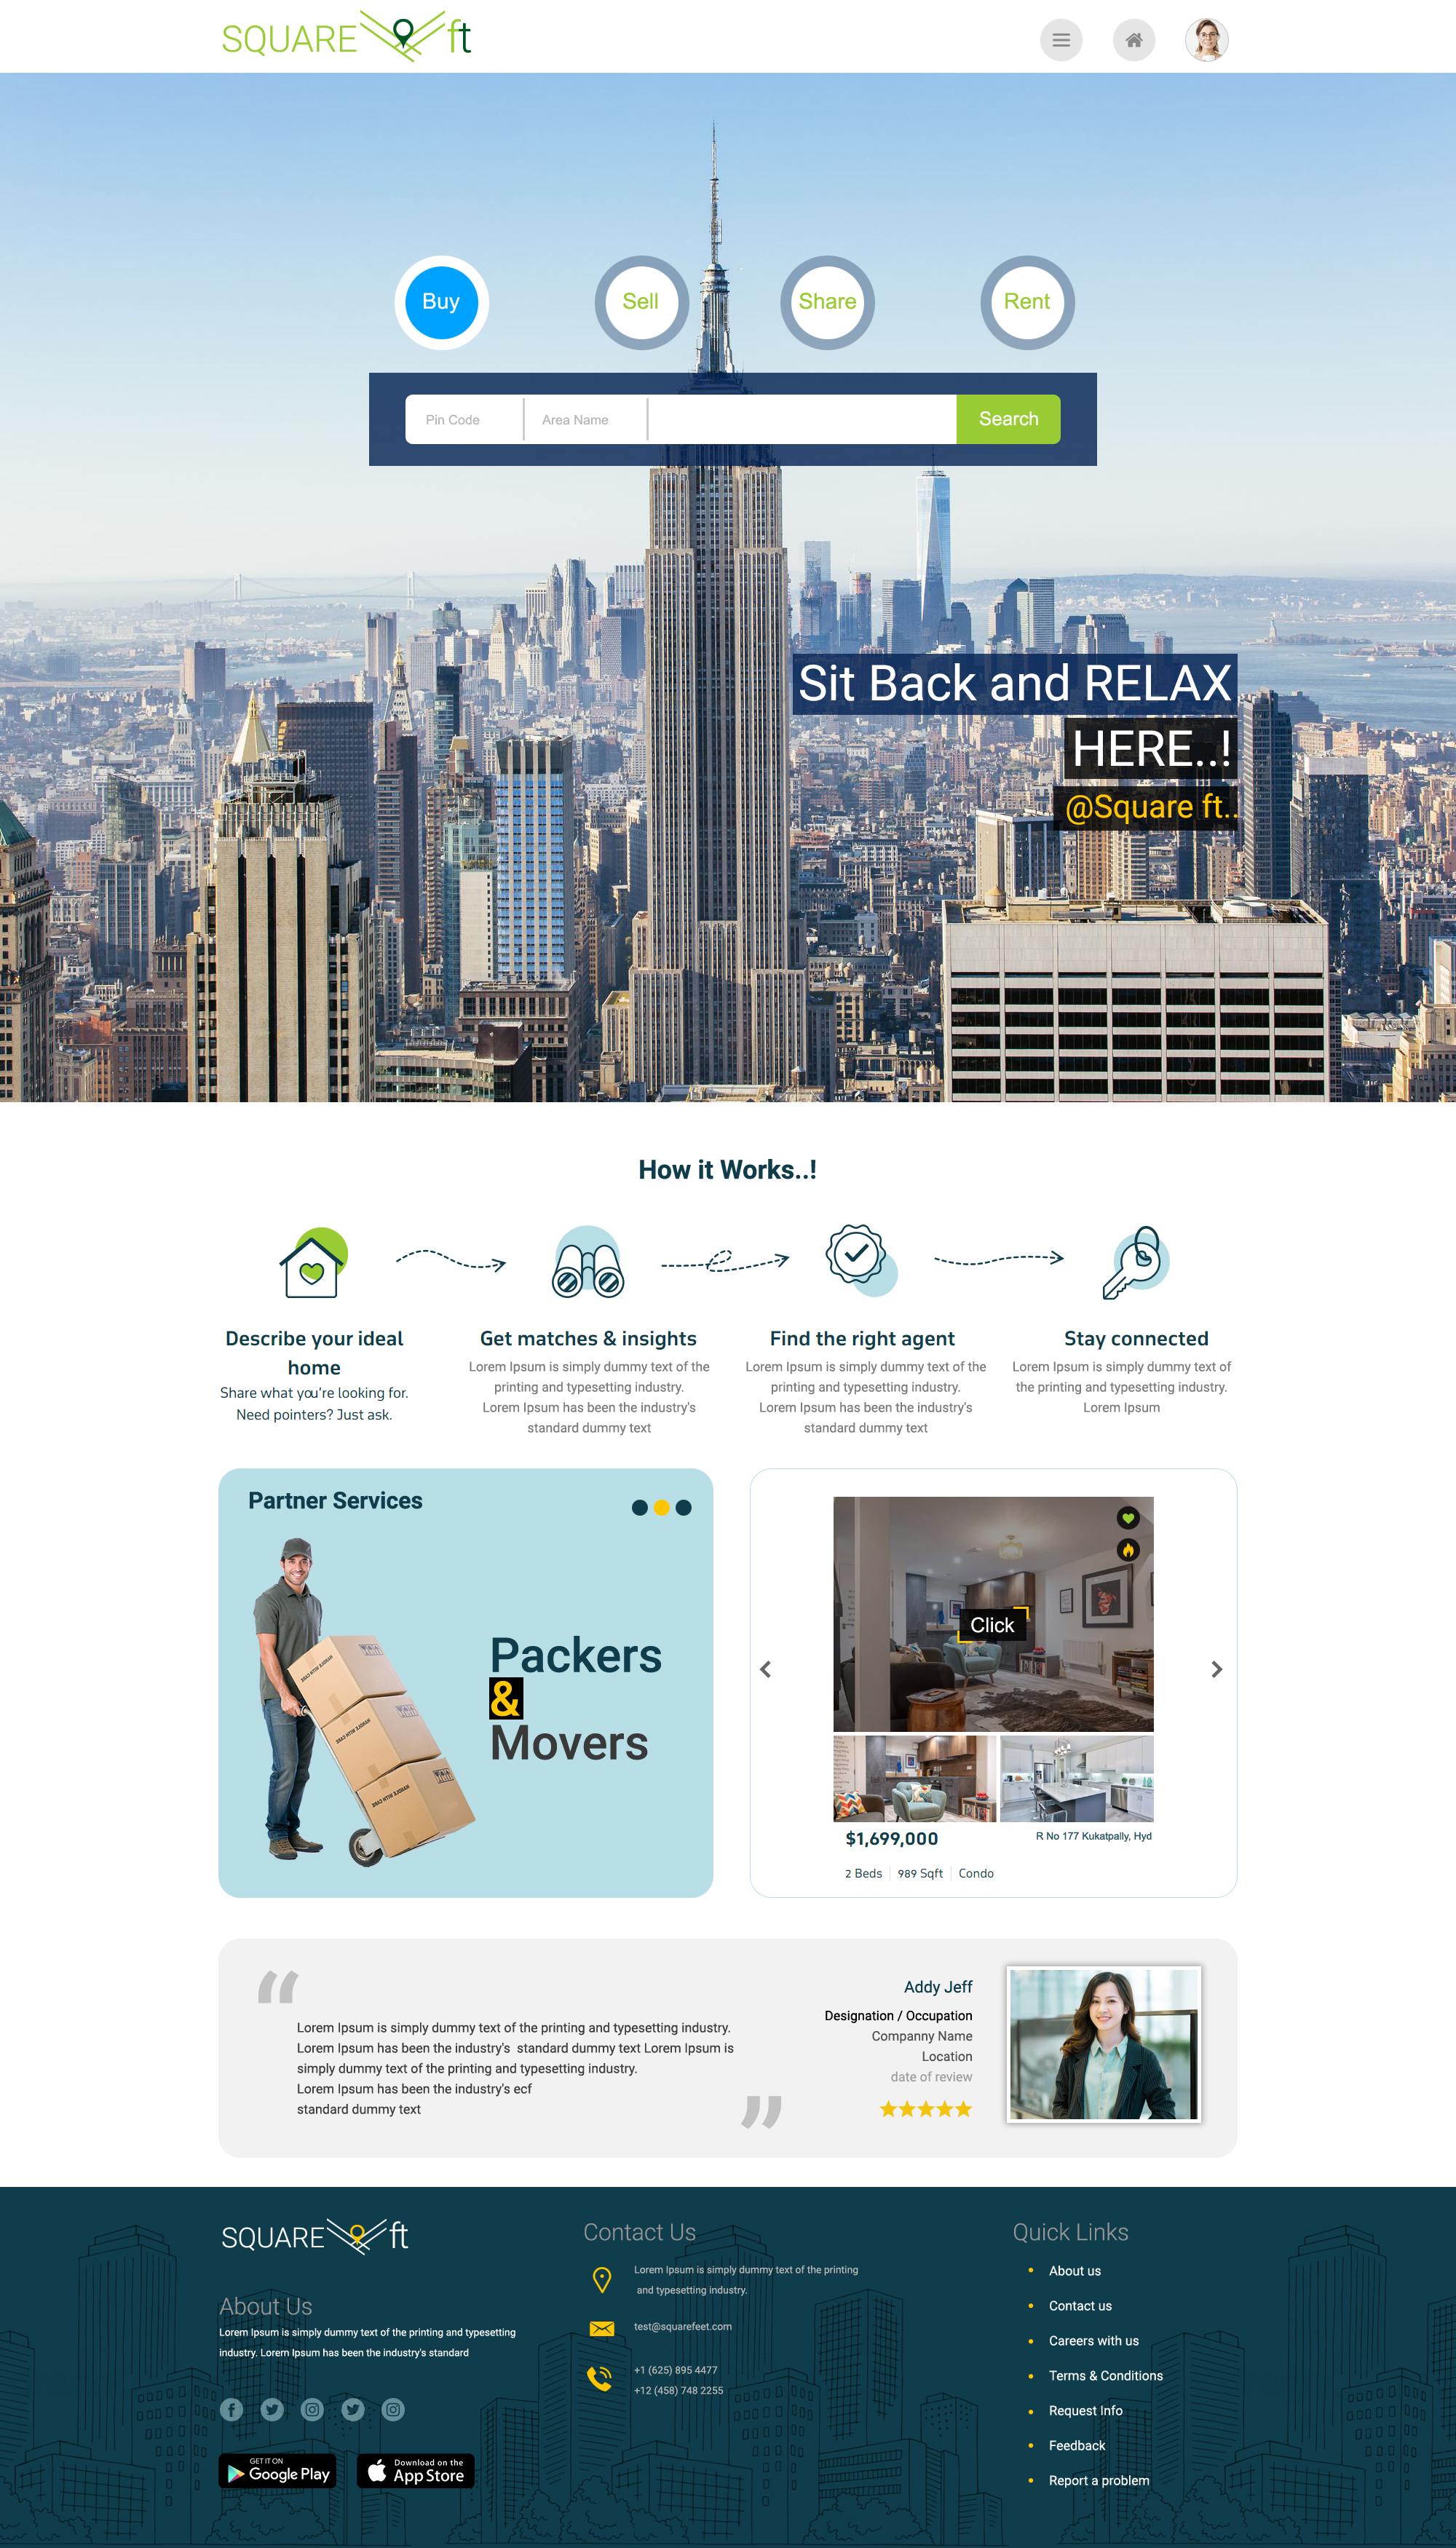 SQUARE ft
Buy
Sell
Share
Rent
Pin Code
Area Name
Search
Sit Back and RELAX
HERE..!
@Square ft..
How it Works..!
Describe your ideal
home
Share what you're looking for.
Need pointers? Just ask.
Get matches & insights
Lorem Ipsum is simply dummy text of the
printing and typesetting industry.
Lorem Ipsum has been the industry's
standard dummy text
Find the right agent
Lorem Ipsum is simply dummy text of the
printing and typesetting industry.
Lorem Ipsum has been the industry's
standard dummy text
Stay connected
Lorem Ipsum is simply dummy text of
the printing and typesetting industry.
Lorem Ipsum
Partner Services
Packers
&
Movers
Click
$1,699,000
R No 177 Kukatpally, Hyd
2 Beds
989 Sqft
Condo
“
Lorem Ipsum is simply dummy text of the printing and typesetting industry.
Lorem Ipsum has been the industry's  standard dummy text Lorem Ipsum is
simply dummy text of the printing and typesetting industry.
Lorem Ipsum has been the industry's ecf
standard dummy text
”
Addy Jeff
Designation / Occupation
Companny Name
Location
date of review
SQUARE ft
About Us
Lorem Ipsum is simply dummy text of the printing and typesetting
industry. Lorem Ipsum has been the industry's standard
GET IT ON
Google Play
Download on the
App Store
Contact Us
Lorem Ipsum is simply dummy text of the printing
and typesetting industry.
test@squarefeet.com
+1 (625) 895 4477
+12 (458) 748 2255
Quick Links
About us
Contact us
Careers with us
Terms & Conditions
Request Info
Feedback
Report a problem